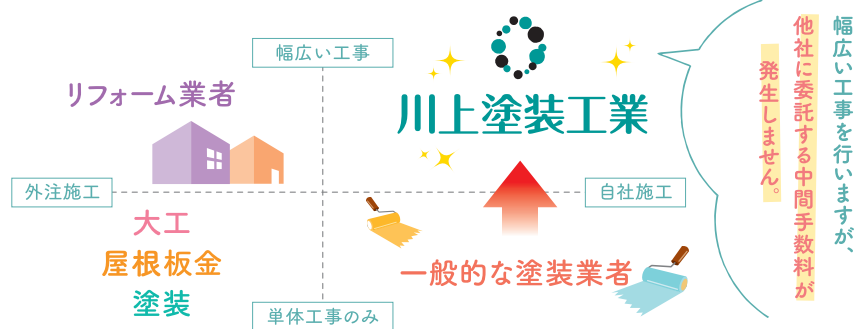 幅広い工事
リフォーム業者
川上塗装工業
外注施工
自社施工
大工
屋根板金
塗装
一般的な塗装業者
単体工事のみ
幅広い工事を行いますが、
他社に委託する中間手数料が
発生しません。